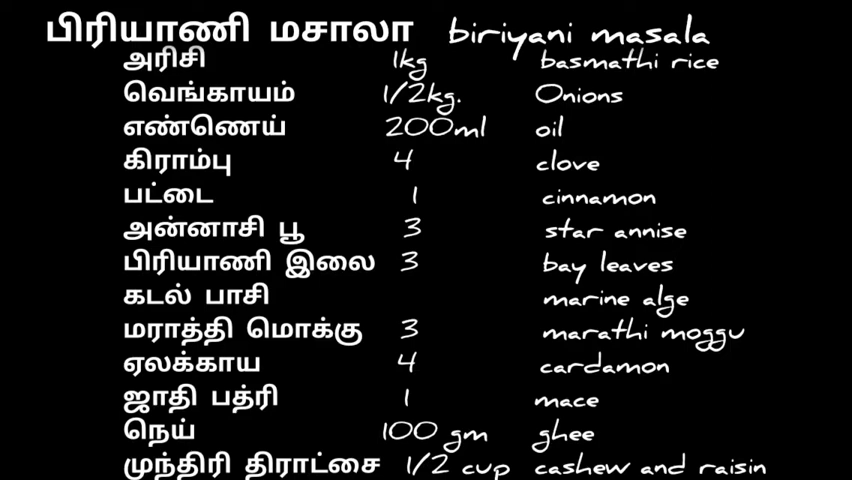 பிரியாணி மசாலா biriyani masala
அரிசி 1kg basmathi rice
வெங்காயம் 1/2kg. Onions
எண்ணெய் 200ml oil
கிராம்பு 4 clove
பட்டை 1 cinnamon
அன்னாசி பூ 3 star annise
பிரியாணி இலை 3 bay leaves
கடல் பாசி marine alge
மராத்தி மொக்கு 3 marathi moggu
ஏலக்காய 4 cardamon
ஜாதி பத்ரி 1 mace
நெய் 100 gm ghee
முந்திரி திராட்சை 1/2 cup cashew and raisin